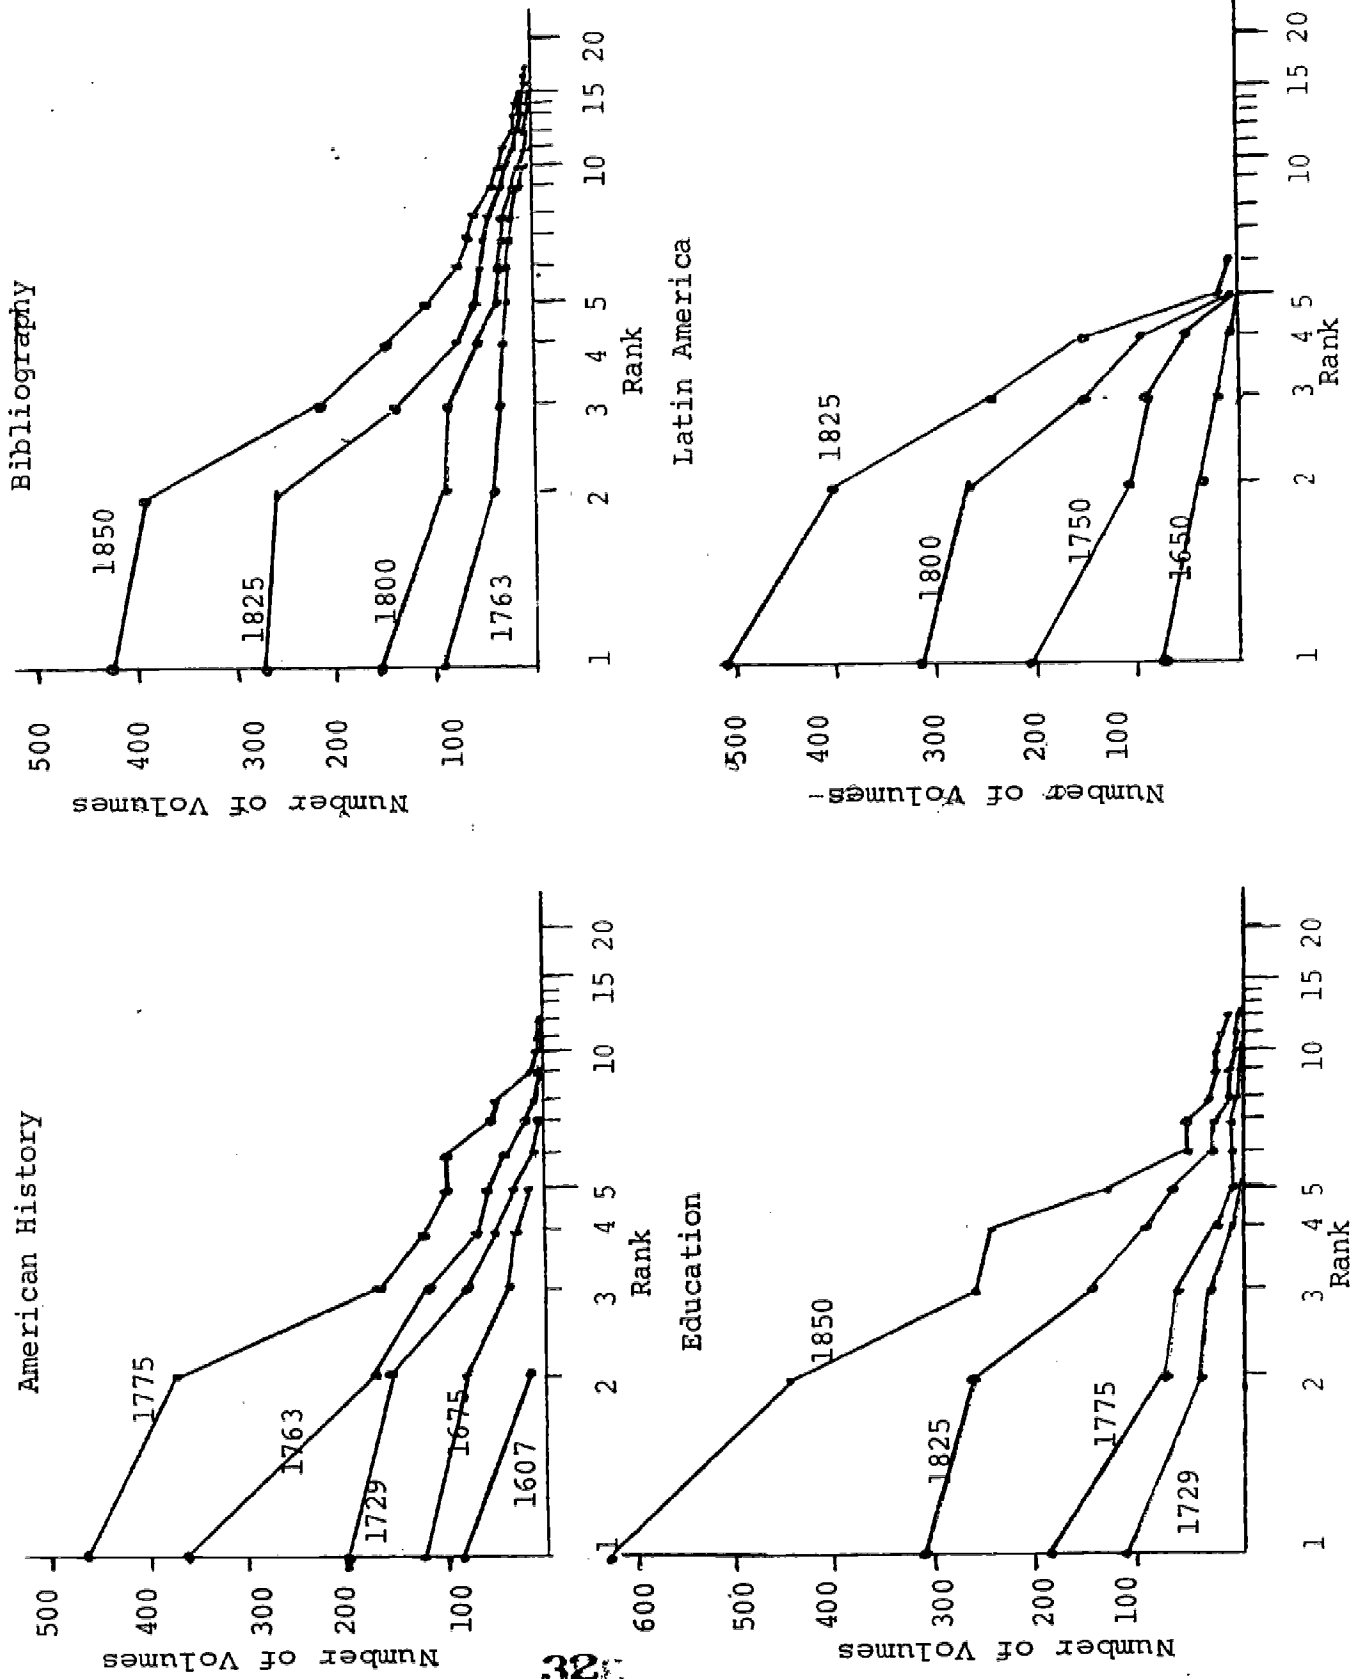 American History
Number of Volumes
500
400
300
200
100
1775
1763
1729
1675
1607
1 2 3 4 5 10 15 20
Rank
Bibliography
Number of Volumes
500
400
300
200
100
1850
1825
1800
1763
1 2 3 4 5 10 15 20
Rank
Education
Number of Volumes
600
500
400
300
200
100
1850
1825
1775
1729
1 2 3 4 5 10 15 20
Rank
Latin America
Number of Volumes
500
400
300
200
100
1825
1800
1750
1650
1 2 3 4 5 10 15 20
Rank
32